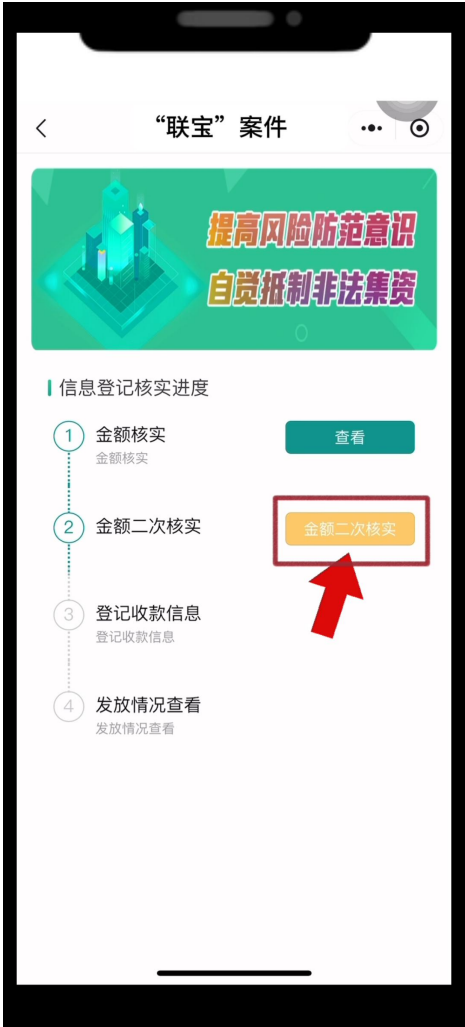 “联宝”案件
提高风险防范意识
自觉抵制非法集资
信息登记核实进度
1 金额核实 查看
金额核实
2 金额二次核实 金额二次核实
3 登记收款信息
登记收款信息
4 发放情况查看
发放情况查看